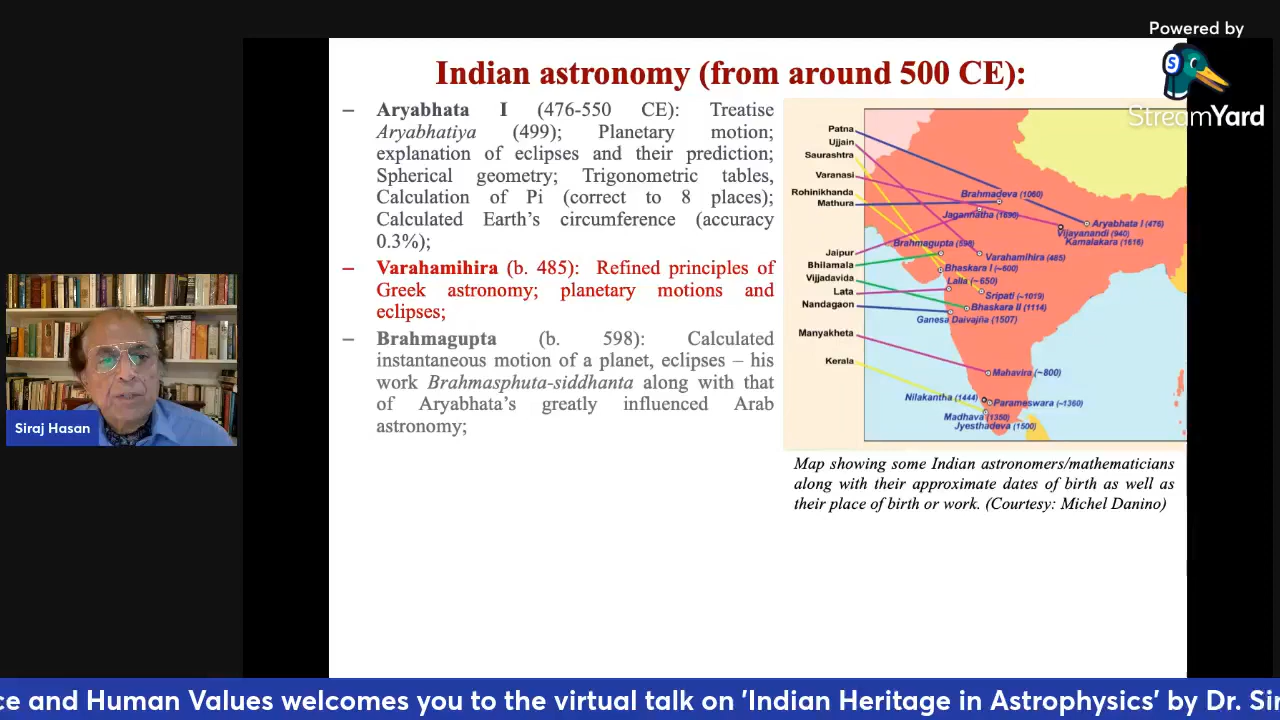 Powered by
StreamYard
Indian astronomy (from around 500 CE):
– Aryabhata I (476-550 CE): Treatise
Aryabhatiya (499); Planetary motion;
explanation of eclipses and their prediction;
Spherical geometry; Trigonometric tables,
Calculation of Pi (correct to 8 places);
Calculated Earth's circumference (accuracy
0.3%);
– Varahamihira (b. 485): Refined principles of
Greek astronomy; planetary motions and
eclipses;
– Brahmagupta (b. 598): Calculated
instantaneous motion of a planet, eclipses – his
work Brahmasphuta-siddhanta along with that
of Aryabhata's greatly influenced Arab
astronomy;
Patna
Ujjain
Saurashtra
Varanasi
Rohinikhanda
Mathura
Jaipur
Bhilamala
Vijjadavida
Lata
Nandagaon
Manyakheta
Kerala
Brahmadeva (1060)
Jagannatha (1690)
Aryabhata I (476)
Vijayanandi (940)
Kamalakara (1616)
Brahmagupta (598)
Varahamihira (485)
Bhaskara I (~600)
Lalla (~650)
Sripati (~1019)
Bhaskara II (1114)
Ganesa Daivajña (1507)
Mahavira (~800)
Nilakantha (1444)
Parameswara (~1360)
Madhava (1350)
Jyesthadeva (1500)
Map showing some Indian astronomers/mathematicians
along with their approximate dates of birth as well as
their place of birth or work. (Courtesy: Michel Danino)
Siraj Hasan
ce and Human Values welcomes you to the virtual talk on 'Indian Heritage in Astrophysics' by Dr. Sir